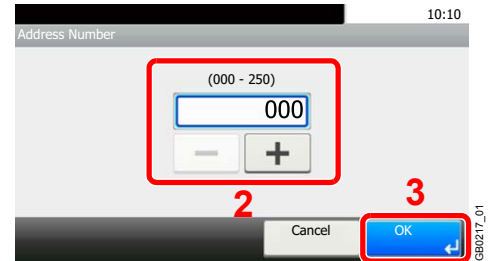 10:10
Address Number
(000 - 250)
000
− +
2
3
Cancel
OK
GB0217_01